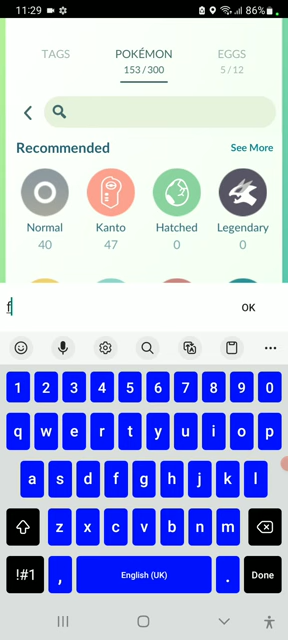 11:29 86%
TAGS POKÉMON EGGS
153/300 5/12
Recommended See More
Normal Kanto Hatched Legendary
40 47 0 0
f OK
1 2 3 4 5 6 7 8 9 0
q w e r t y u i o p
a s d f g h j k l
z x c v b n m
!#1 , English (UK) . Done